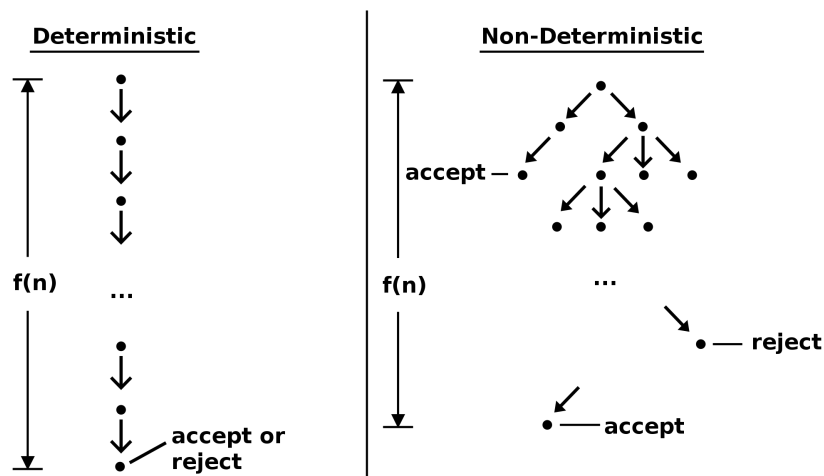 Deterministic
f(n)
...
accept or
reject
Non-Deterministic
accept
f(n)
...
reject
accept